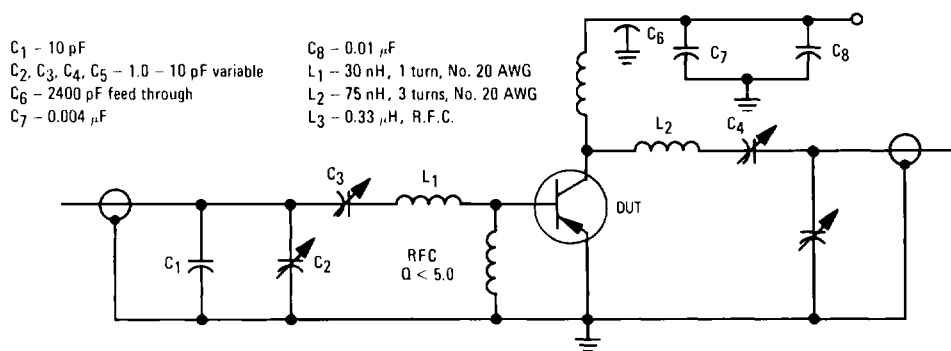 C1 – 10 pF
C2, C3, C4, C5 – 1.0 – 10 pF variable
C6 – 2400 pF feed through
C7 – 0.004 μF
C8 – 0.01 μF
L1 – 30 nH, 1 turn, No. 20 AWG
L2 – 75 nH, 3 turns, No. 20 AWG
L3 – 0.33 μH, R.F.C.
C6
C7
C8
L2
C4
C3
L1
DUT
C1
C2
RFC
Q < 5.0